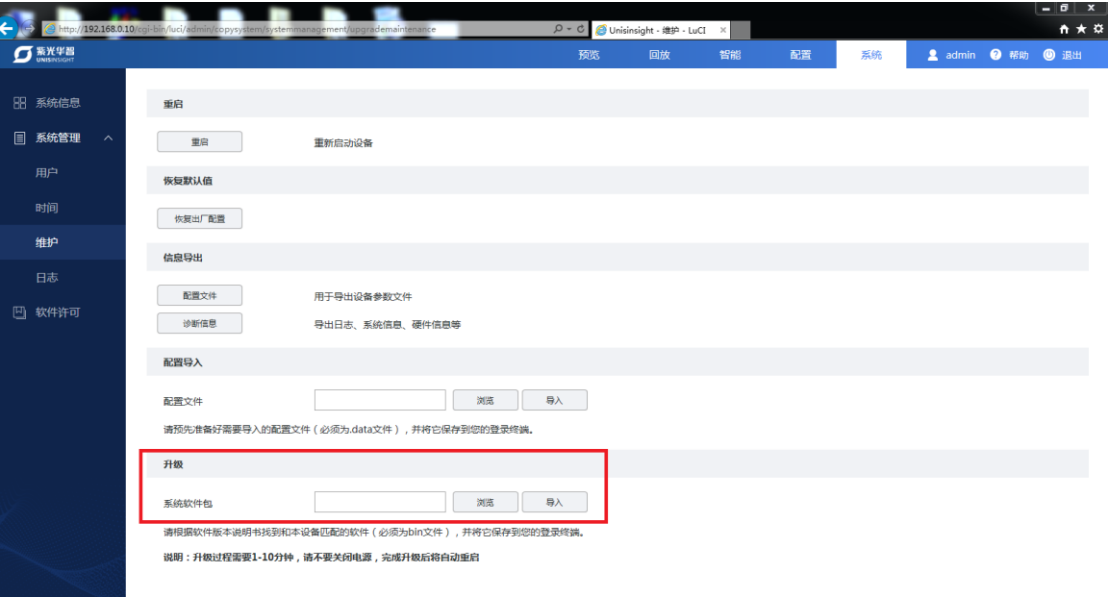 http://192.168.0.10/cgi-bin/luci/admin/copysystem/systemmanagement/upgrademaintenance
Unisinsight - 维护 - LuCI
紫光华智
UNISINSIGHT
预览 回放 智能 配置 系统 admin 帮助 退出
系统信息
系统管理
用户
时间
维护
日志
软件许可
重启
重启 重新启动设备
恢复默认值
恢复出厂配置
信息导出
配置文件 用于导出设备参数文件
诊断信息 导出日志、系统信息、硬件信息等
配置导入
配置文件 浏览 导入
请预先准备好需要导入的配置文件（必须为.data文件），并将它保存到您的登录终端。
升级
系统软件包 浏览 导入
请根据软件版本说明书找到和本设备匹配的软件（必须为bin文件），并将它保存到您的登录终端。
说明：升级过程需要1-10分钟，请不要关闭电源，完成升级后将自动重启